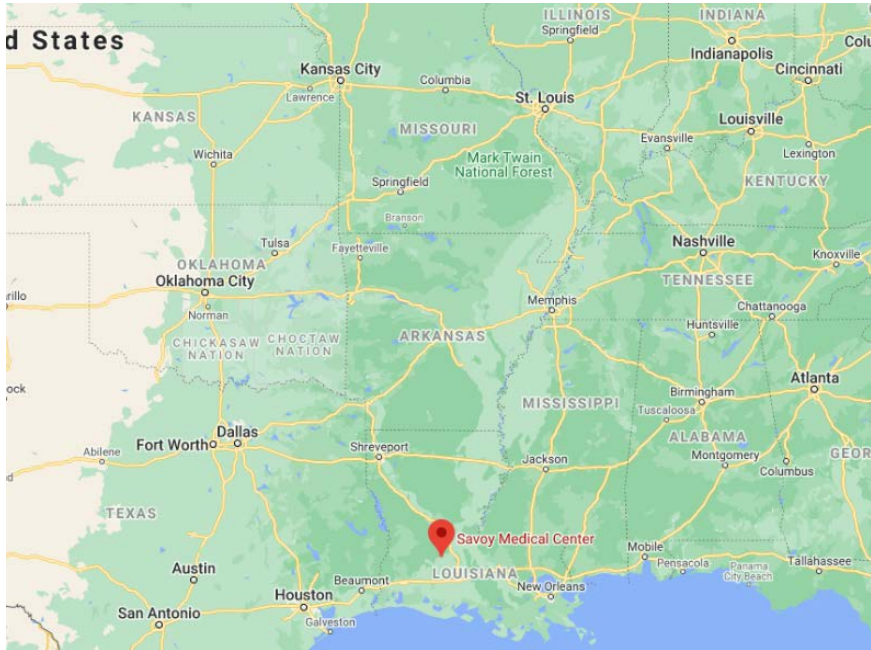 d States
ILLINOIS
Springfield
INDIANA
Indianapolis
Colu
Kansas City
Lawrence
Columbia
St. Louis
Cincinnati
KANSAS
MISSOURI
Louisville
Evansville
Lexington
Wichita
Mark Twain
National Forest
Springfield
KENTUCKY
Branson
Tulsa
Fayetteville
Nashville
Knoxville
OKLAHOMA
Oklahoma City
TENNESSEE
arillo
Norman
Memphis
Chattanooga
Huntsville
ARKANSAS
CHICKASAW
NATION
CHOCTAW
NATION
Atlanta
ock
Birmingham
MISSISSIPPI
Tuscaloosa
Dallas
Fort Worth
ALABAMA
Abilene
Shreveport
Jackson
Montgomery
Columbus
GEOR
TEXAS
Savoy Medical Center
Mobile
Austin
LOUISIANA
Pensacola
Panama
City Beach
Tallahassee
Beaumont
New Orleans
Houston
San Antonio
Galveston